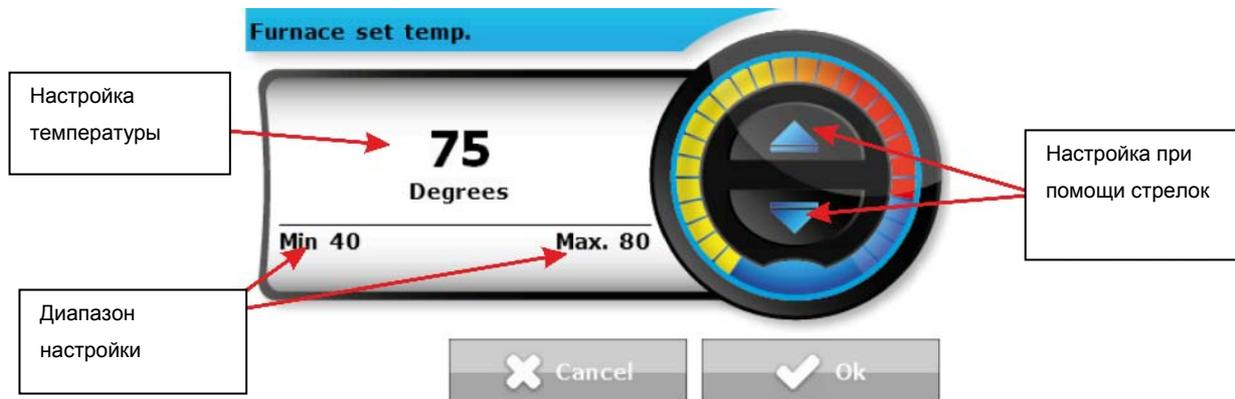 Furnace set temp.
Настройка
температуры
75
Degrees
Min 40 Max. 80
Настройка при
помощи стрелок
Диапазон
настройки
Cancel Ok